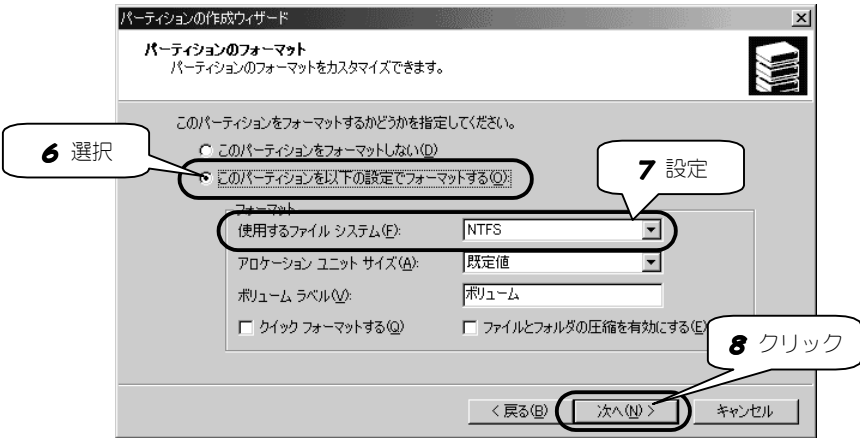 パーティションの作成ウィザード
パーティションのフォーマット
パーティションのフォーマットをカスタマイズできます。
このパーティションをフォーマットするかどうかを指定してください。
6 選択
このパーティションをフォーマットしない(D)
7 設定
このパーティションを以下の設定でフォーマットする(O):
フォーマット
使用するファイル システム(F): NTFS
アロケーション ユニット サイズ(A): 既定値
ボリューム ラベル(V): ボリューム
クイック フォーマットする(Q) ファイルとフォルダの圧縮を有効にする(E)
8 クリック
< 戻る(B) 次へ(N) > キャンセル